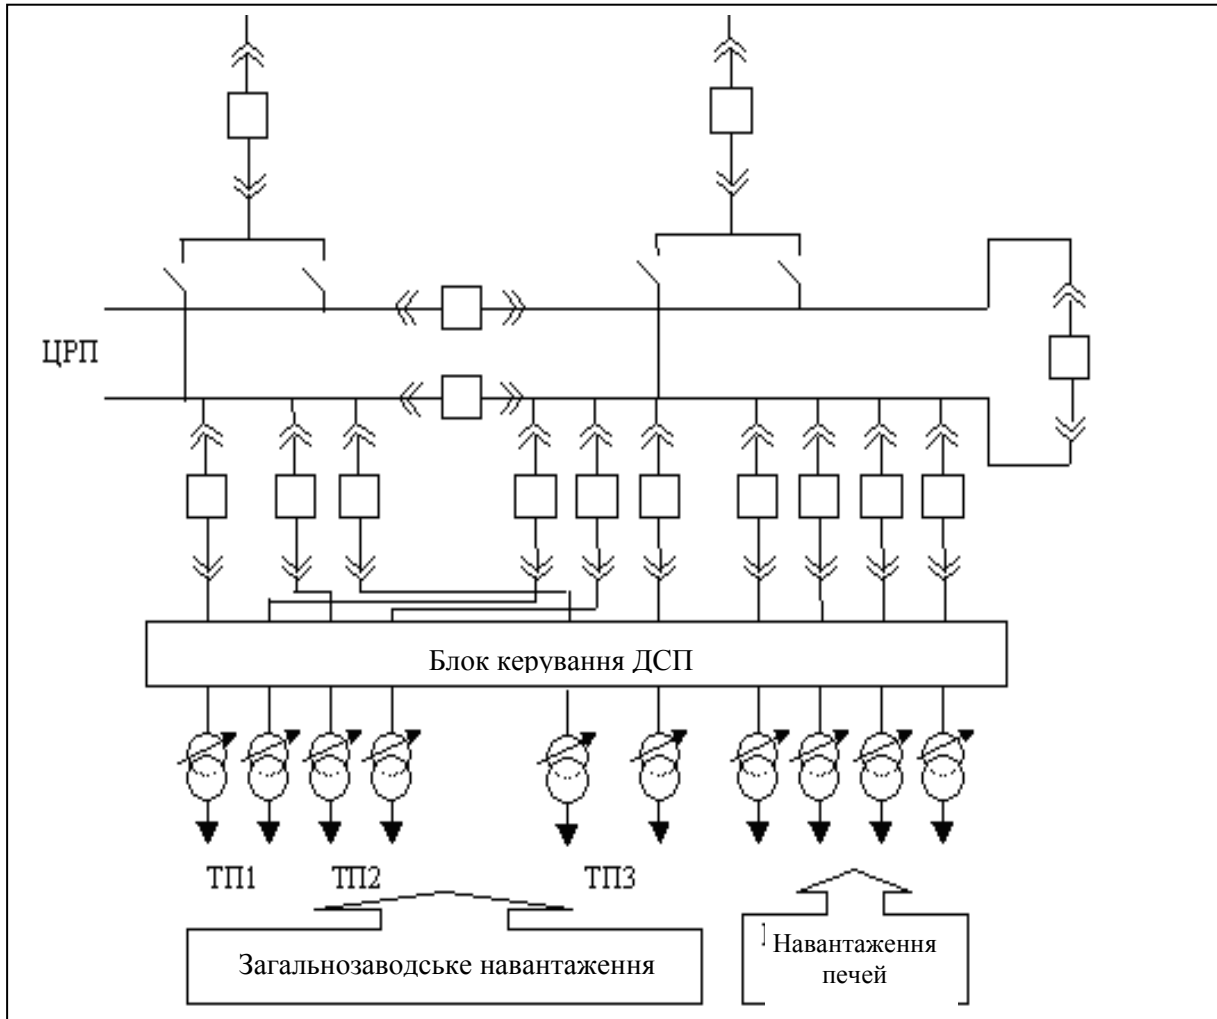 ЦРП
Блок керування ДСП
ТП1
ТП2
ТП3
Загальнозаводське навантаження
Навантаження
печей